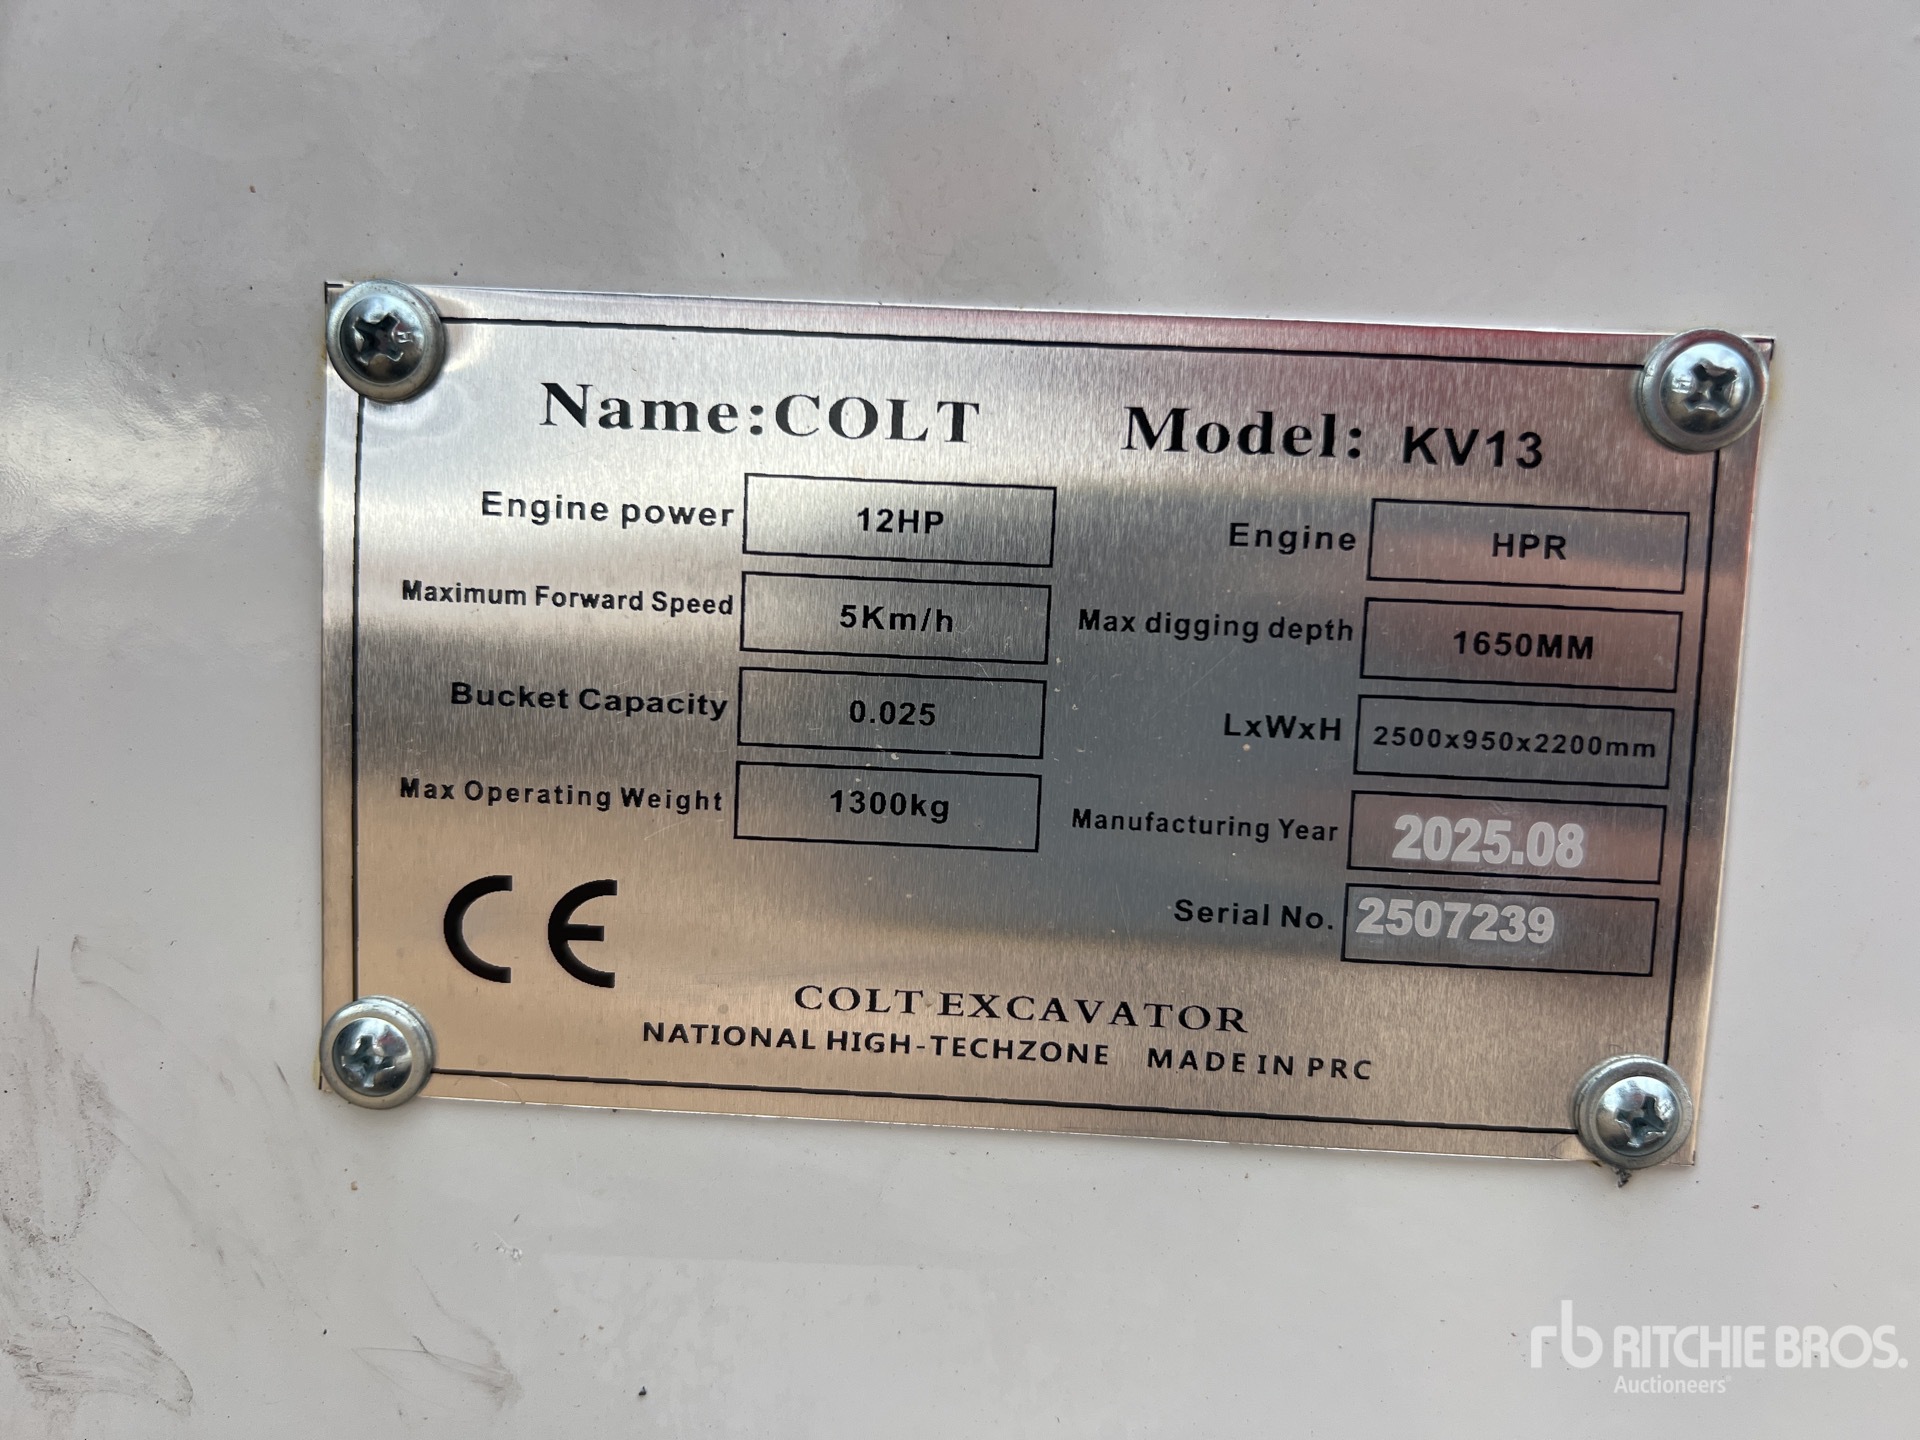 Name:COLT Model: KV13
Engine power 12HP Engine HPR
Maximum Forward Speed 5Km/h Max digging depth 1650MM
Bucket Capacity 0.025 LxWxH 2500x950x2200mm
Max Operating Weight 1300kg Manufacturing Year 2025.08
Serial No. 2507239
CE
COLT EXCAVATOR
NATIONAL HIGH-TECHZONE MADE IN PRC
rb RITCHIE BROS.
Auctioneers